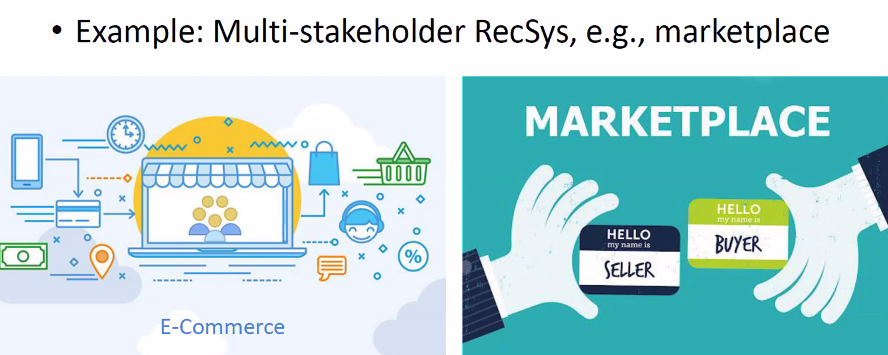 • Example: Multi-stakeholder RecSys, e.g., marketplace
%
E-Commerce
MARKETPLACE
HELLO
my name is
SELLER
HELLO
my name is
BUYER